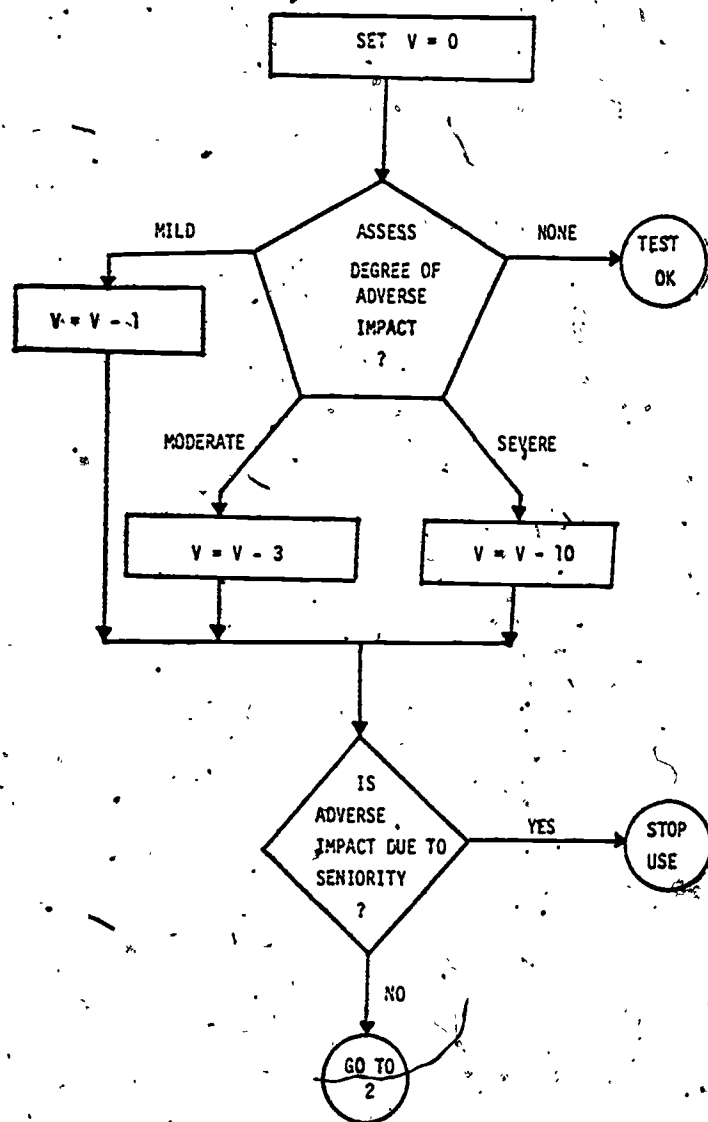 SET V = 0
MILD
ASSESS
DEGREE OF
ADVERSE
IMPACT
?
NONE
TEST
OK
V = V - 1
MODERATE
SEVERE
V = V - 3
V = V - 10
IS
ADVERSE
IMPACT DUE TO
SENIORITY
?
YES
STOP
USE
NO
GO TO
2